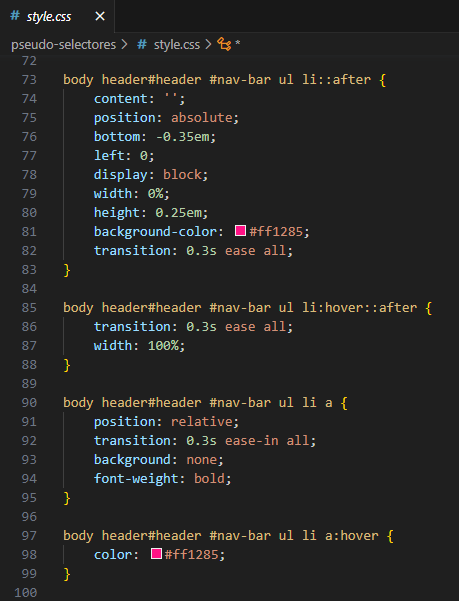 # style.css ×
pseudo-selectores > # style.css > *
72
73 body header#header #nav-bar ul li::after {
74 content: '';
75 position: absolute;
76 bottom: -0.35em;
77 left: 0;
78 display: block;
79 width: 0%;
80 height: 0.25em;
81 background-color: #ff1285;
82 transition: 0.3s ease all;
83 }
84
85 body header#header #nav-bar ul li:hover::after {
86 transition: 0.3s ease all;
87 width: 100%;
88 }
89
90 body header#header #nav-bar ul li a {
91 position: relative;
92 transition: 0.3s ease-in all;
93 background: none;
94 font-weight: bold;
95 }
96
97 body header#header #nav-bar ul li a:hover {
98 color: #ff1285;
99 }
100